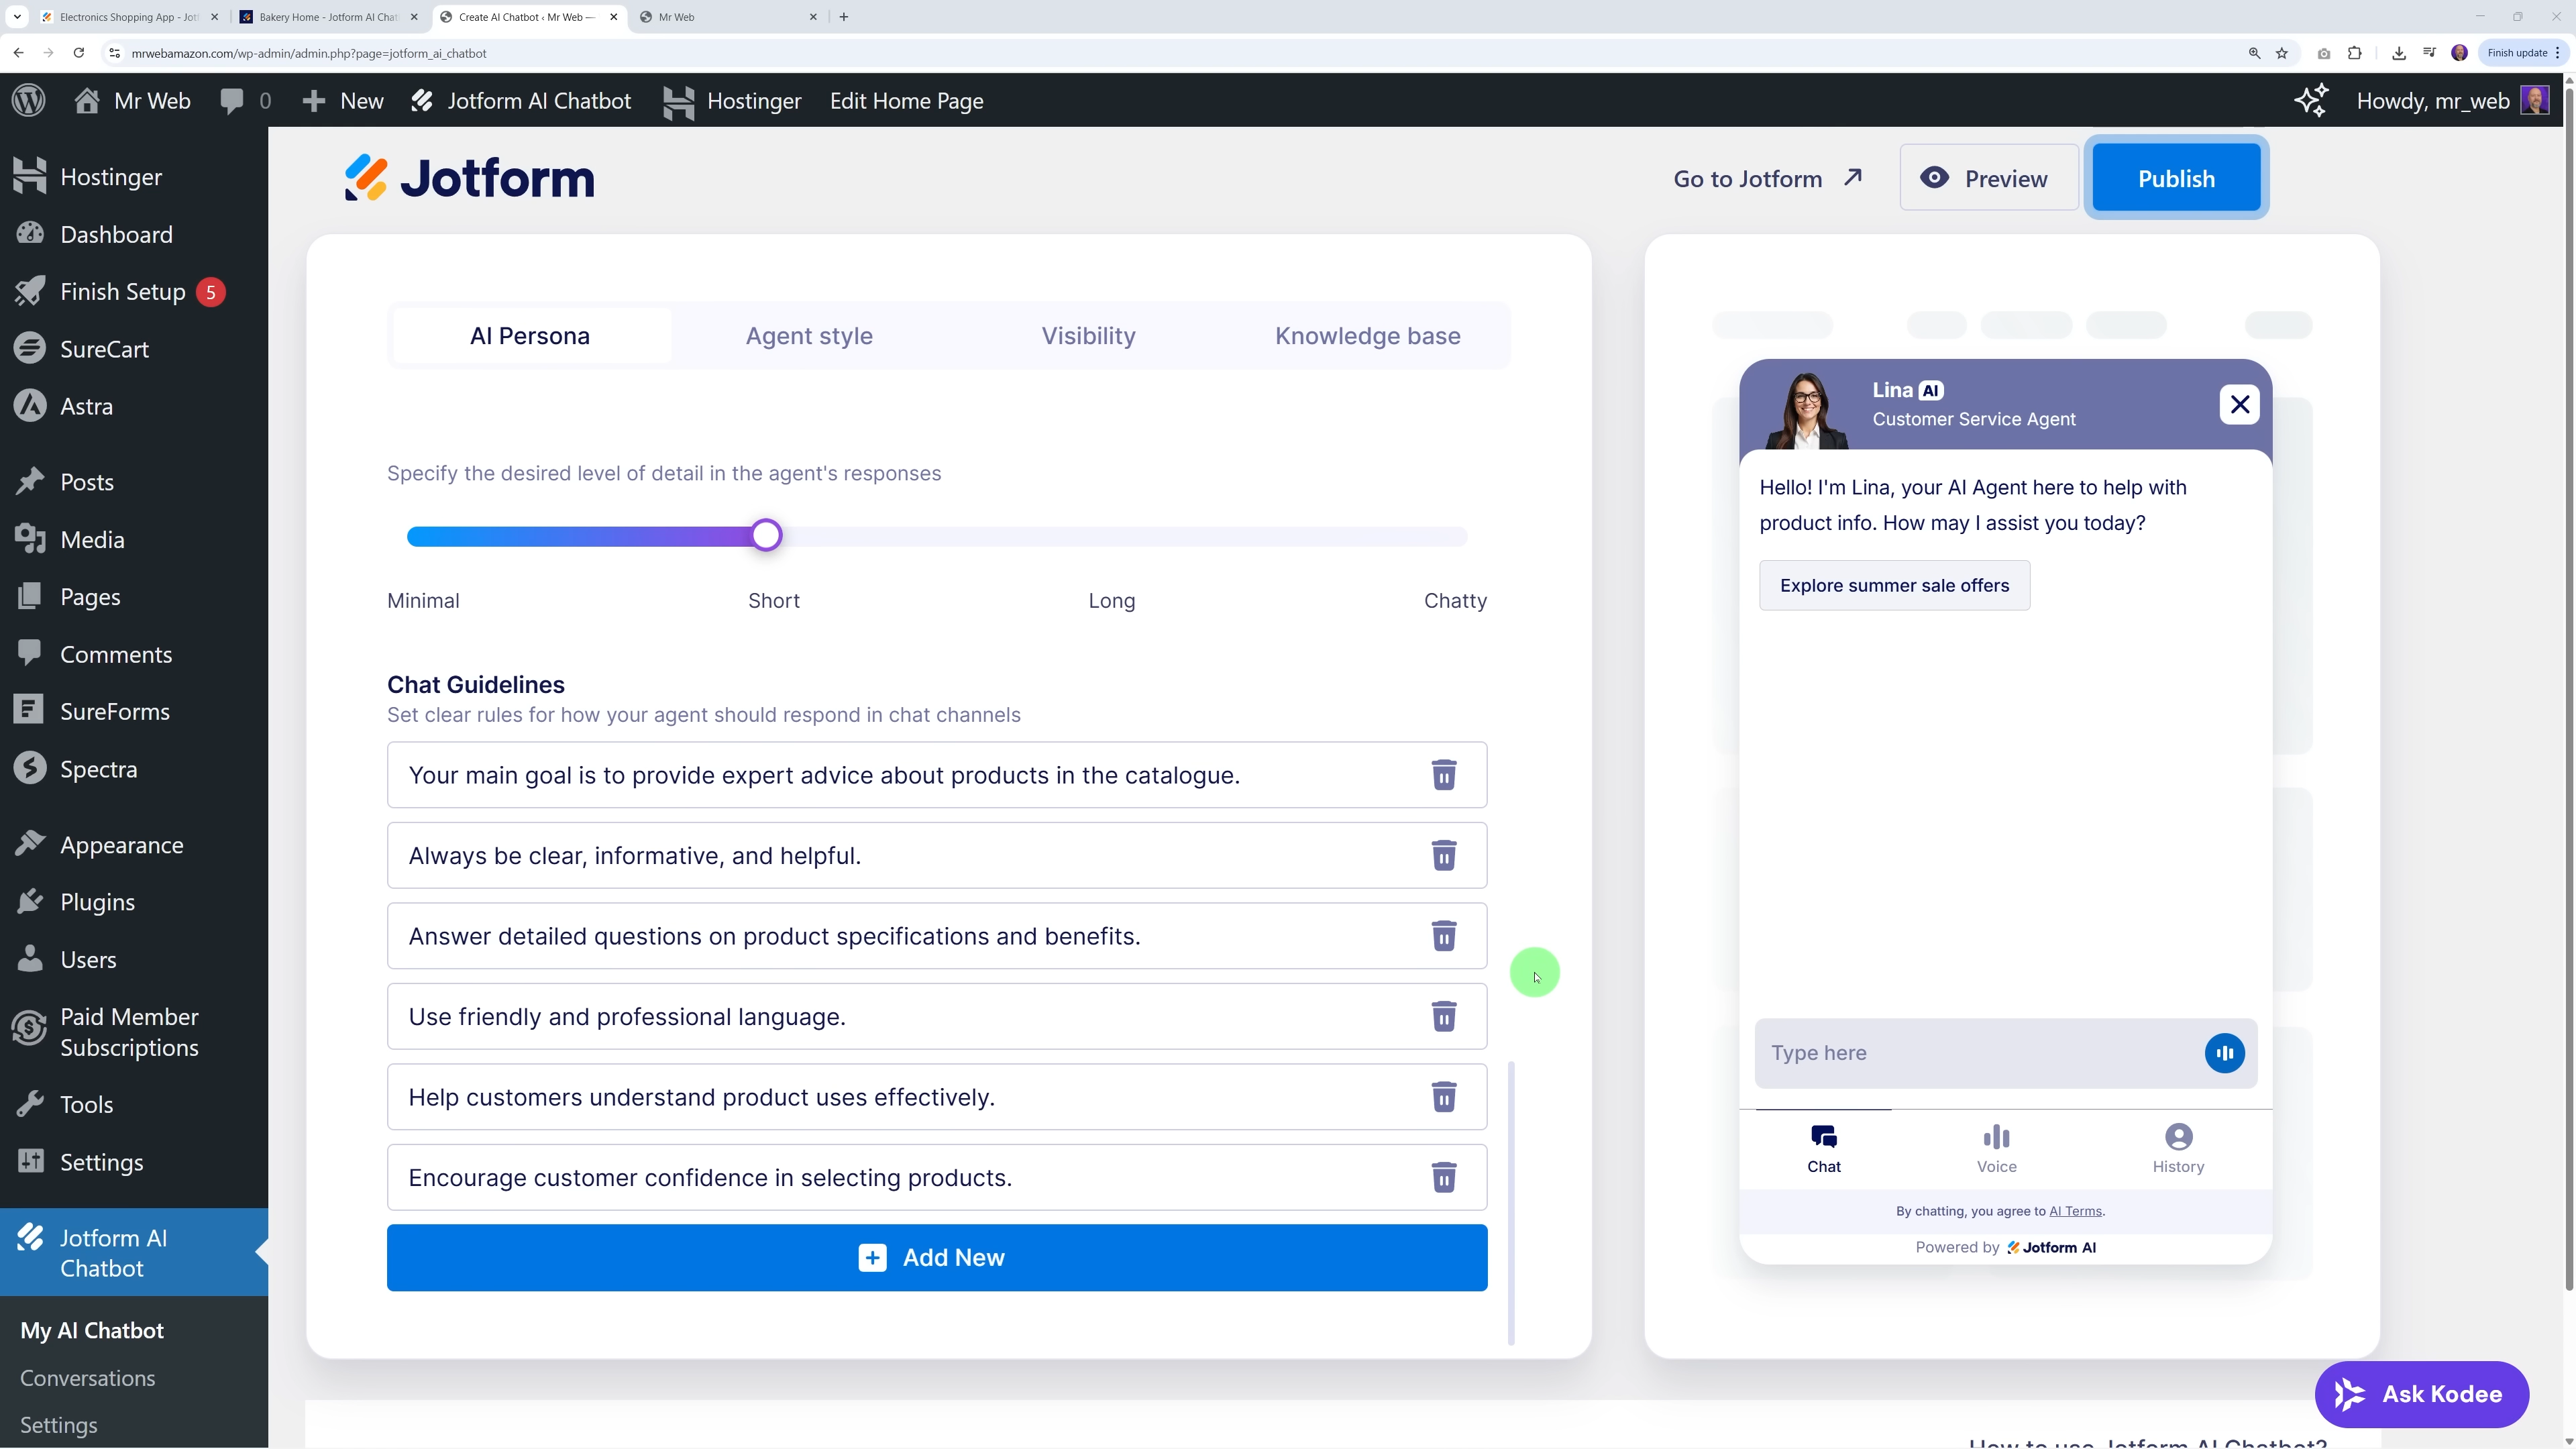 Electronics Shopping App - Jotf
Bakery Home - Jotform AI Chat
Create AI Chatbot ‹ Mr Web —
Mr Web
mrwebamazon.com/wp-admin/admin.php?page=jotform_ai_chatbot
Finish update
Mr Web
0
New
Jotform AI Chatbot
Hostinger
Edit Home Page
Howdy, mr_web
Hostinger
Dashboard
Finish Setup 5
SureCart
Astra
Posts
Media
Pages
Comments
SureForms
Spectra
Appearance
Plugins
Users
Paid Member
Subscriptions
Tools
Settings
Jotform AI
Chatbot
My AI Chatbot
Conversations
Settings
Jotform
Go to Jotform
Preview
Publish
AI Persona
Agent style
Visibility
Knowledge base
Specify the desired level of detail in the agent's responses
Minimal
Short
Long
Chatty
Chat Guidelines
Set clear rules for how your agent should respond in chat channels
Your main goal is to provide expert advice about products in the catalogue.
Always be clear, informative, and helpful.
Answer detailed questions on product specifications and benefits.
Use friendly and professional language.
Help customers understand product uses effectively.
Encourage customer confidence in selecting products.
Add New
Lina AI
Customer Service Agent
Hello! I'm Lina, your AI Agent here to help with
product info. How may I assist you today?
Explore summer sale offers
Type here
Chat
Voice
History
By chatting, you agree to AI Terms.
Powered by Jotform AI
Ask Kodee
How to use Jotform AI Chatbot?